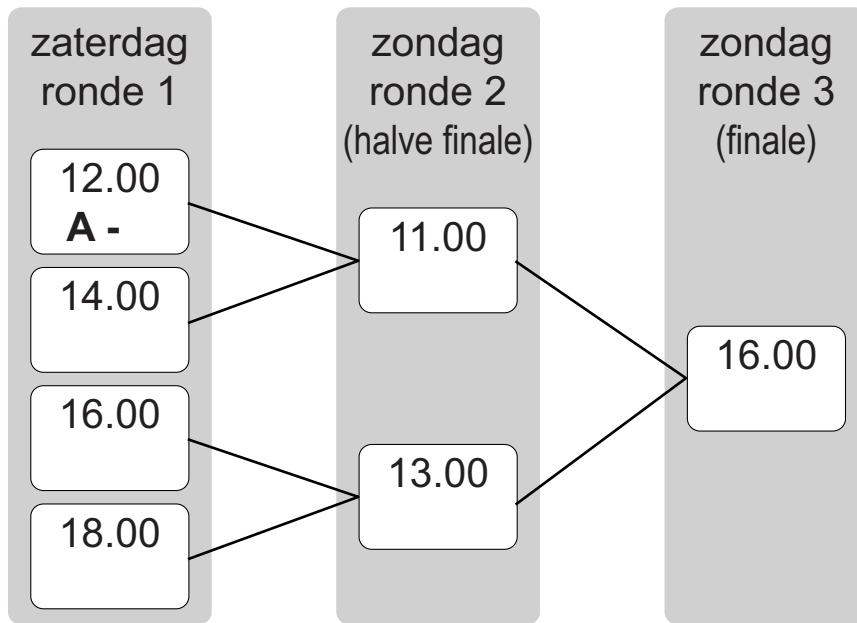 zaterdag
ronde 1
12.00
A -
14.00
16.00
18.00
zondag
ronde 2
(halve finale)
11.00
13.00
zondag
ronde 3
(finale)
16.00